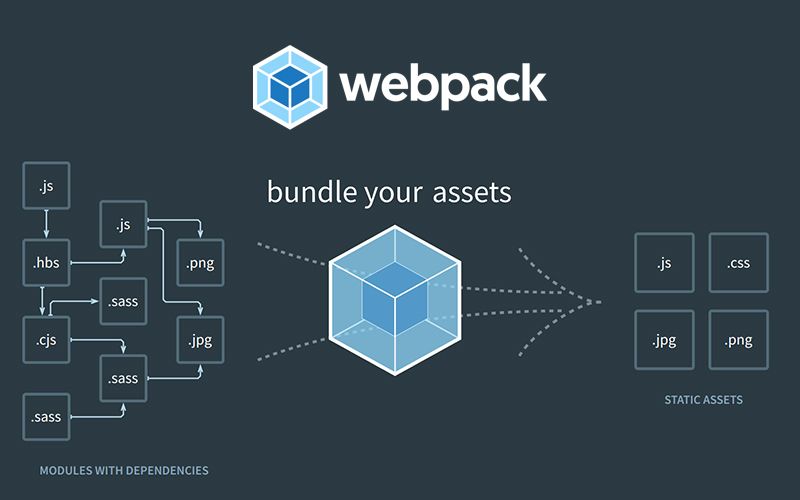 webpack
bundle your assets
.js
.js
.hbs
.png
.sass
.cjs
.jpg
.sass
.sass
MODULES WITH DEPENDENCIES
.js
.css
.jpg
.png
STATIC ASSETS